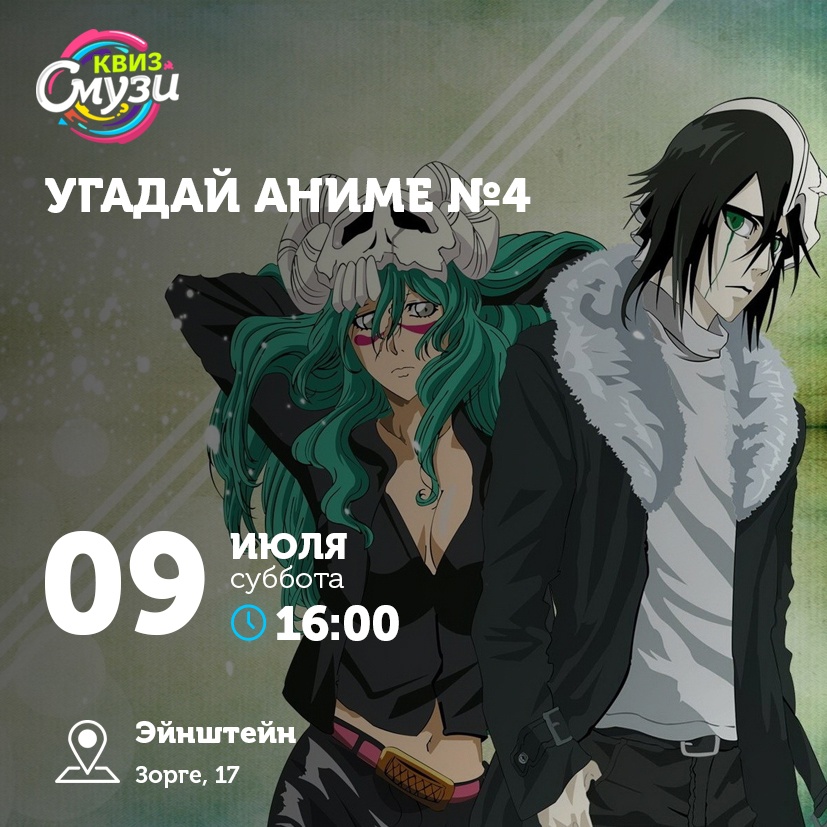 КВИЗ
Смузи
УГАДАЙ АНИМЕ №4
09
ИЮЛЯ
суббота
16:00
Эйнштейн
Зорге, 17